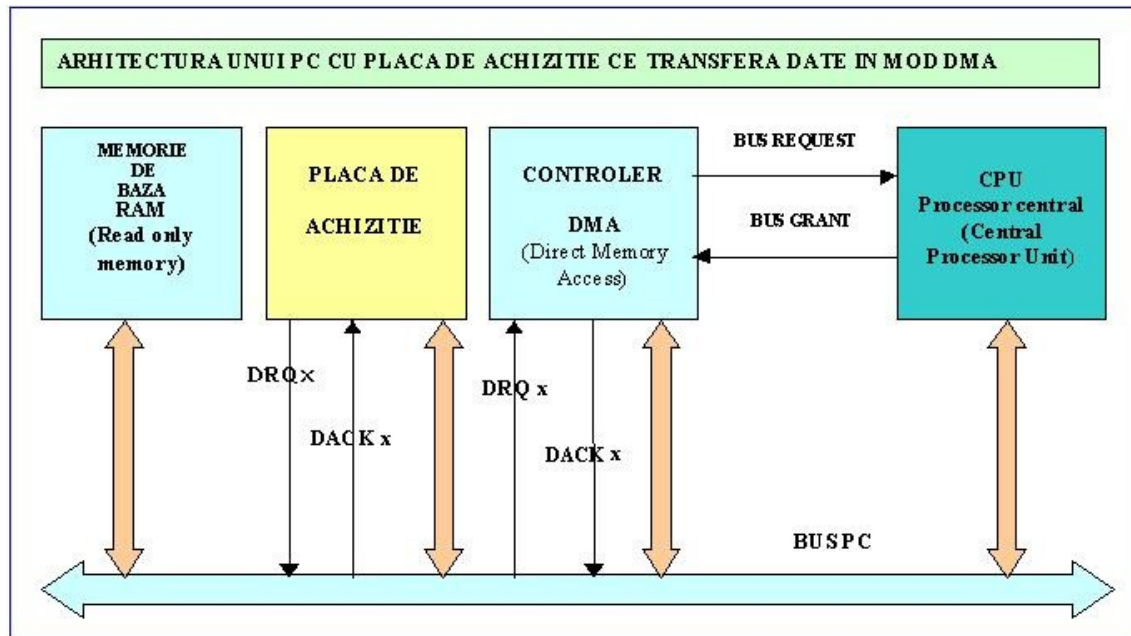 ARHITECTURA UNUI PC CU PLACA DE ACHIZITIE CE TRANSFERA DATE IN MOD DMA
MEMORIE
DE
BAZA
RAM
(Read only
memory)
PLACA DE
ACHIZITIE
CONTROLER
DMA
(Direct Memory
Access)
BUS REQUEST
BUS GRANT
CPU
Processor central
(Central
Processor Unit)
DRQ x
DACK x
DRQ x
DACK x
BUS PC